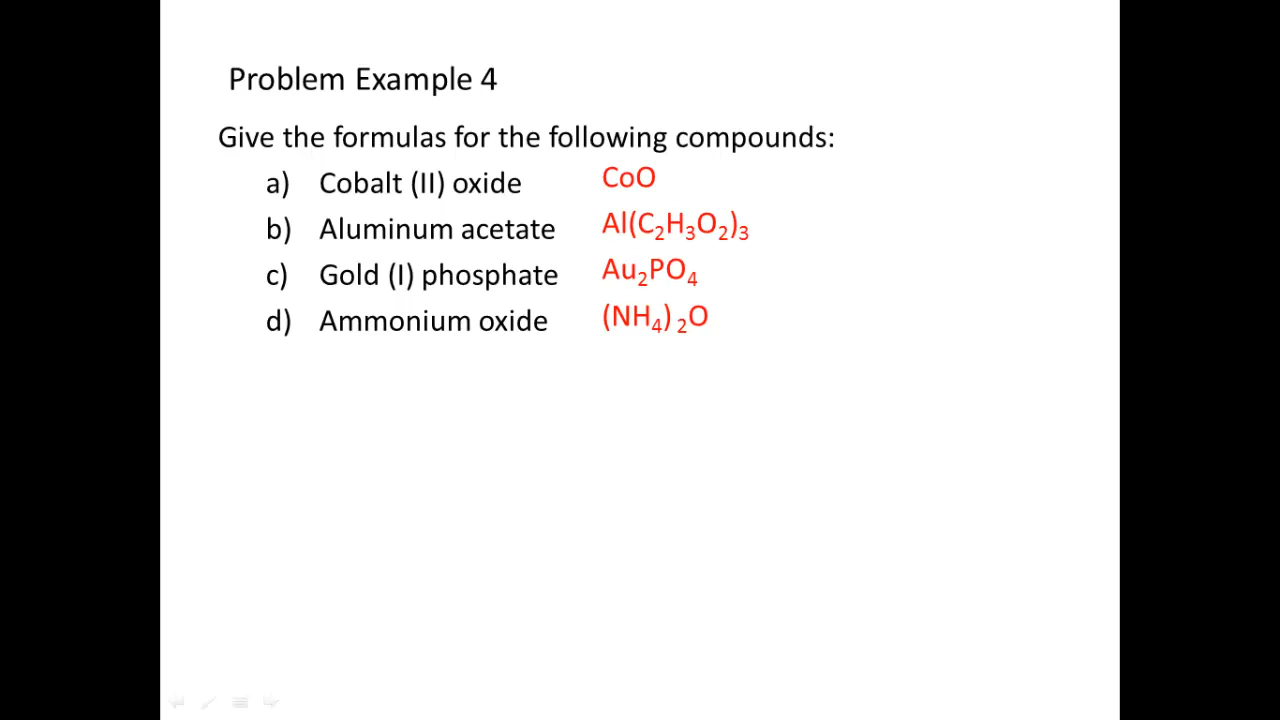 Problem Example 4
Give the formulas for the following compounds:
a) Cobalt (II) oxide CoO
b) Aluminum acetate Al(C₂H₃O₂)₃
c) Gold (I) phosphate Au₂PO₄
d) Ammonium oxide (NH₄) ₂O